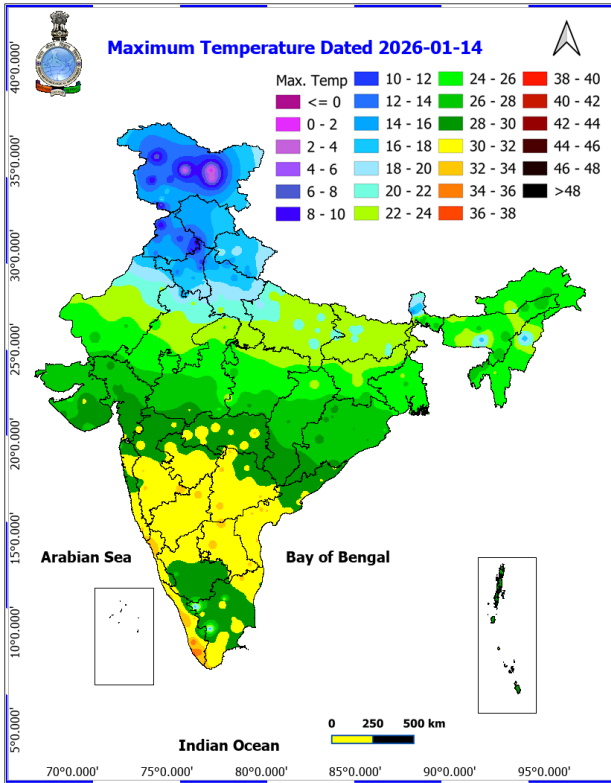 Maximum Temperature Dated 2026-01-14
Max. Temp
<= 0
0 - 2
2 - 4
4 - 6
6 - 8
8 - 10
10 - 12
12 - 14
14 - 16
16 - 18
18 - 20
20 - 22
22 - 24
24 - 26
26 - 28
28 - 30
30 - 32
32 - 34
34 - 36
36 - 38
38 - 40
40 - 42
42 - 44
44 - 46
46 - 48
>48
40°0.000'
35°0.000'
30°0.000'
25°0.000'
20°0.000'
15°0.000'
10°0.000'
5°0.000'
Arabian Sea
Bay of Bengal
0 250 500 km
Indian Ocean
70°0.000' 75°0.000' 80°0.000' 85°0.000' 90°0.000' 95°0.000'